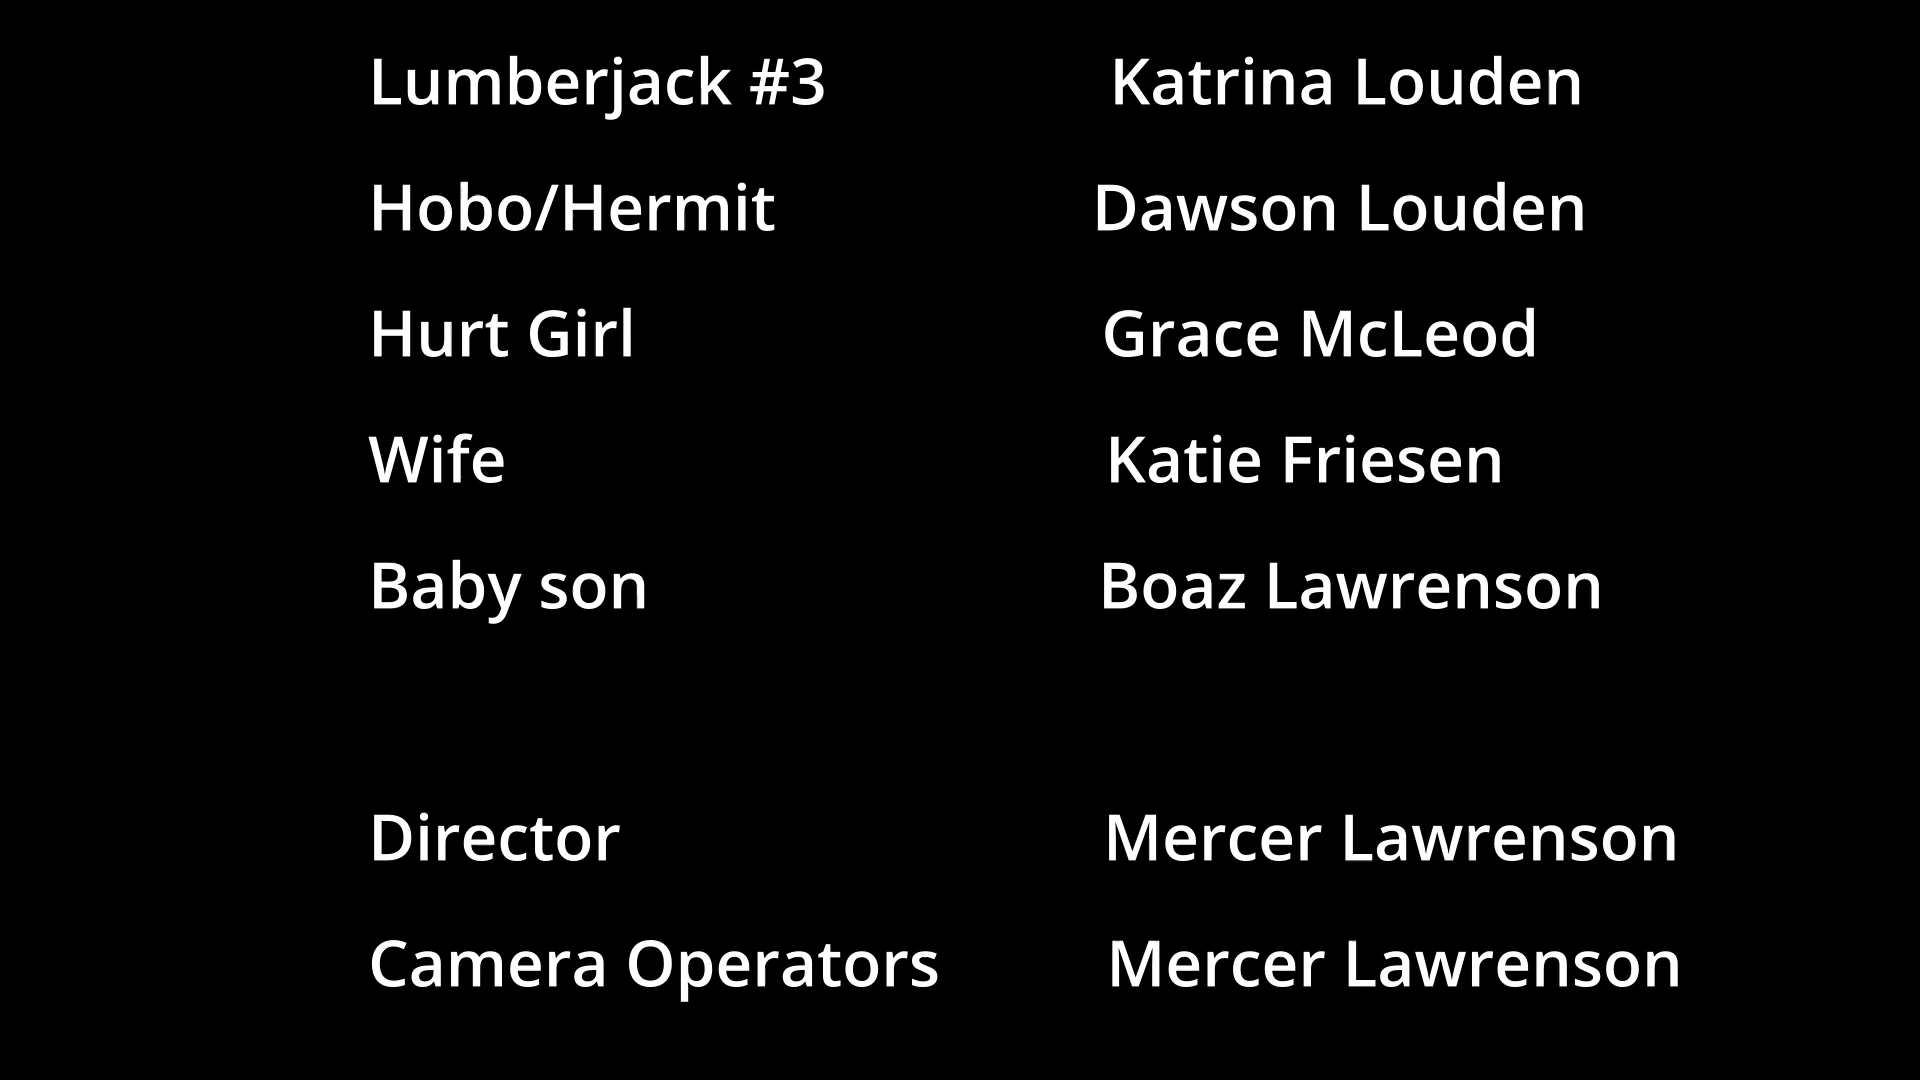 Lumberjack #3 Katrina Louden
Hobo/Hermit Dawson Louden
Hurt Girl Grace McLeod
Wife Katie Friesen
Baby son Boaz Lawrenson
Director Mercer Lawrenson
Camera Operators Mercer Lawrenson